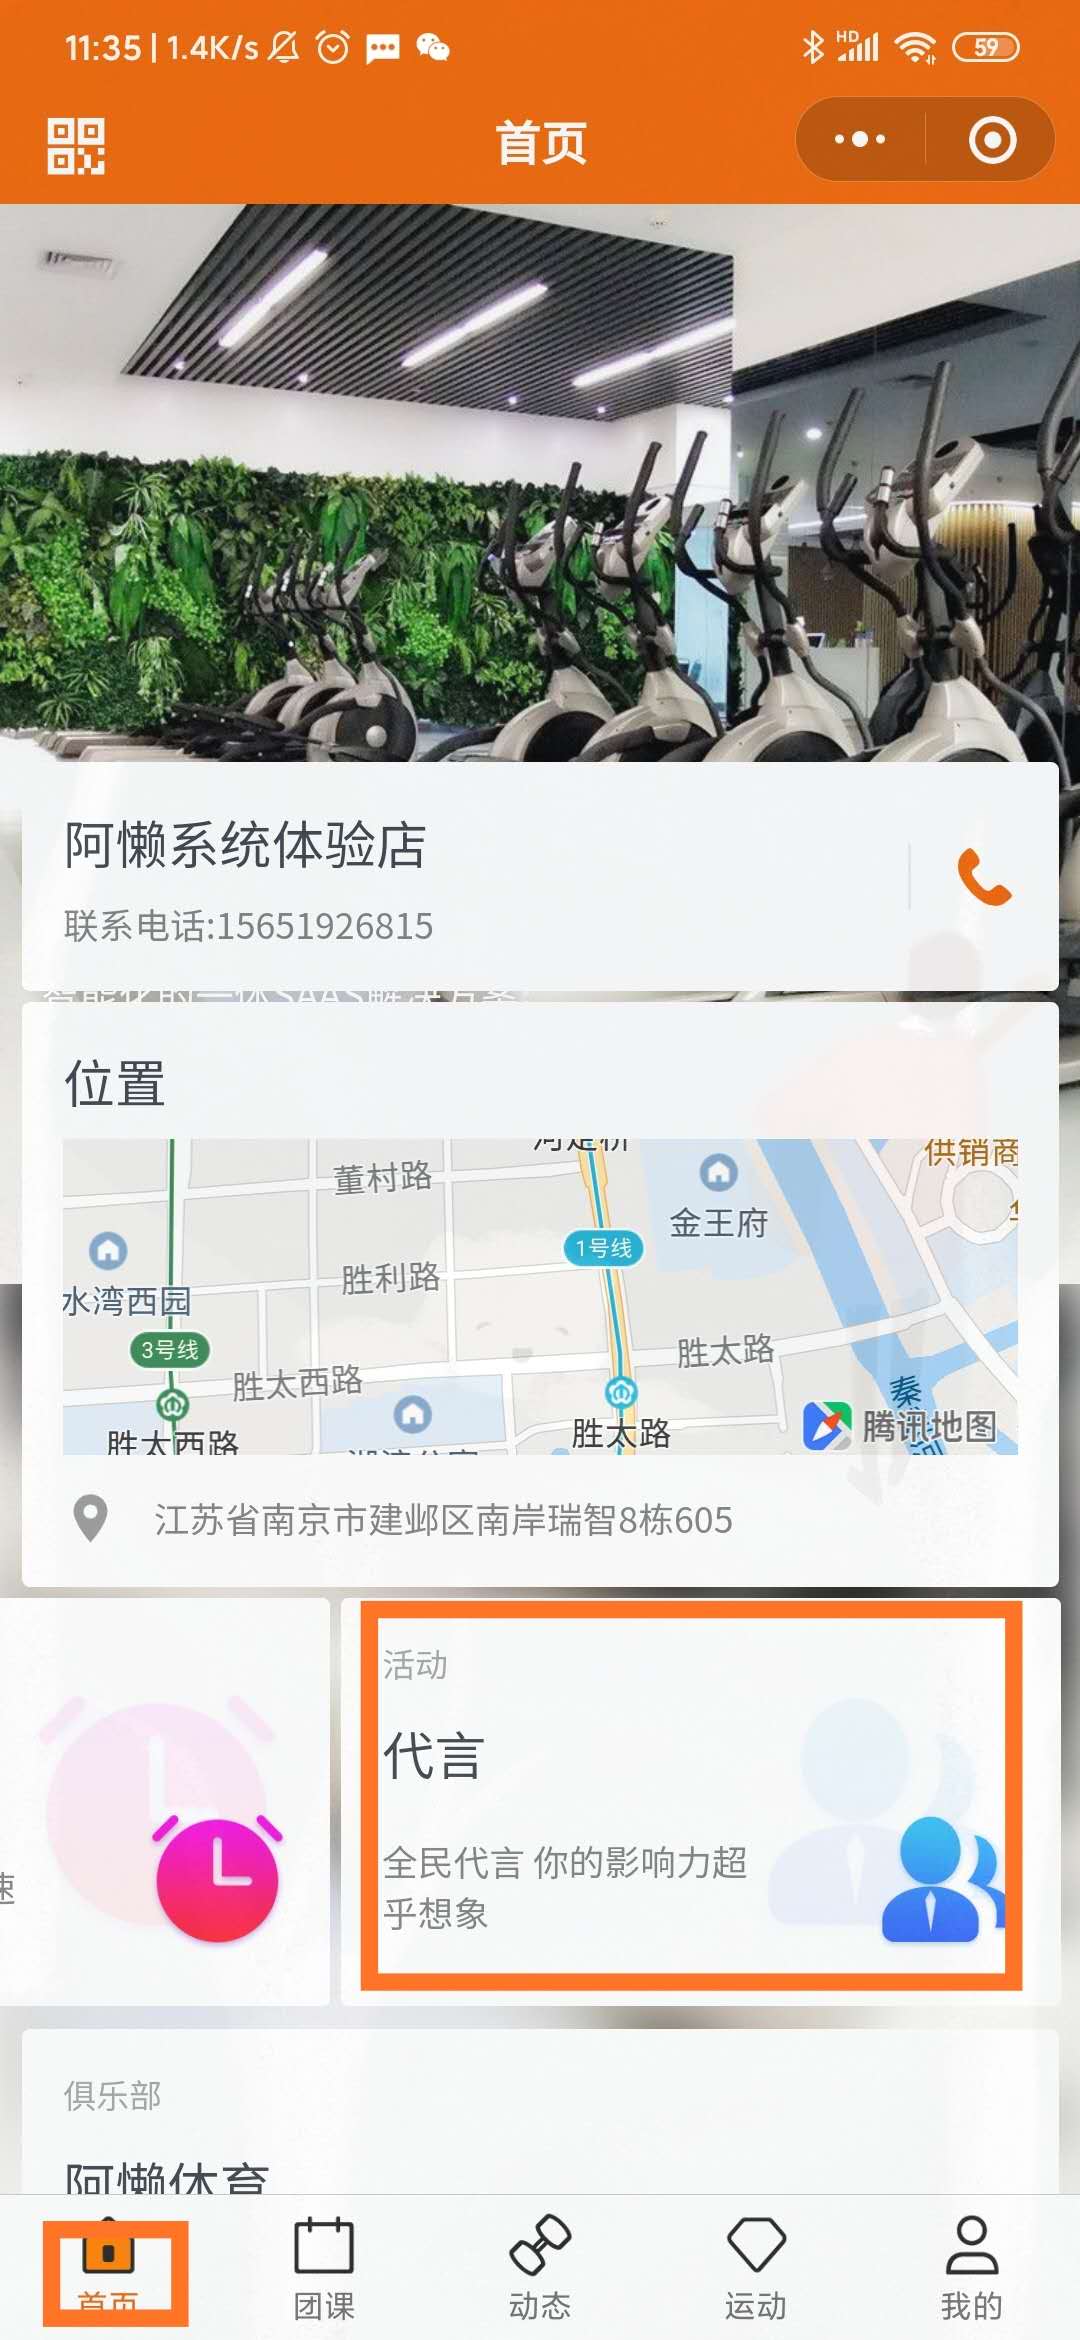 11:35 | 1.4K/s
HD
59
首页
阿懒系统体验店
联系电话:15651926815
位置
董村路
供销商
金王府
1号线
胜利路
水湾西园
3号线
胜太路
胜太西路
秦
胜太西路
胜太路
腾讯地图
江苏省南京市建邺区南岸瑞智8栋605
活动
代言
速
全民代言 你的影响力超
乎想象
俱乐部
阿懒体育
首页
团课
动态
运动
我的